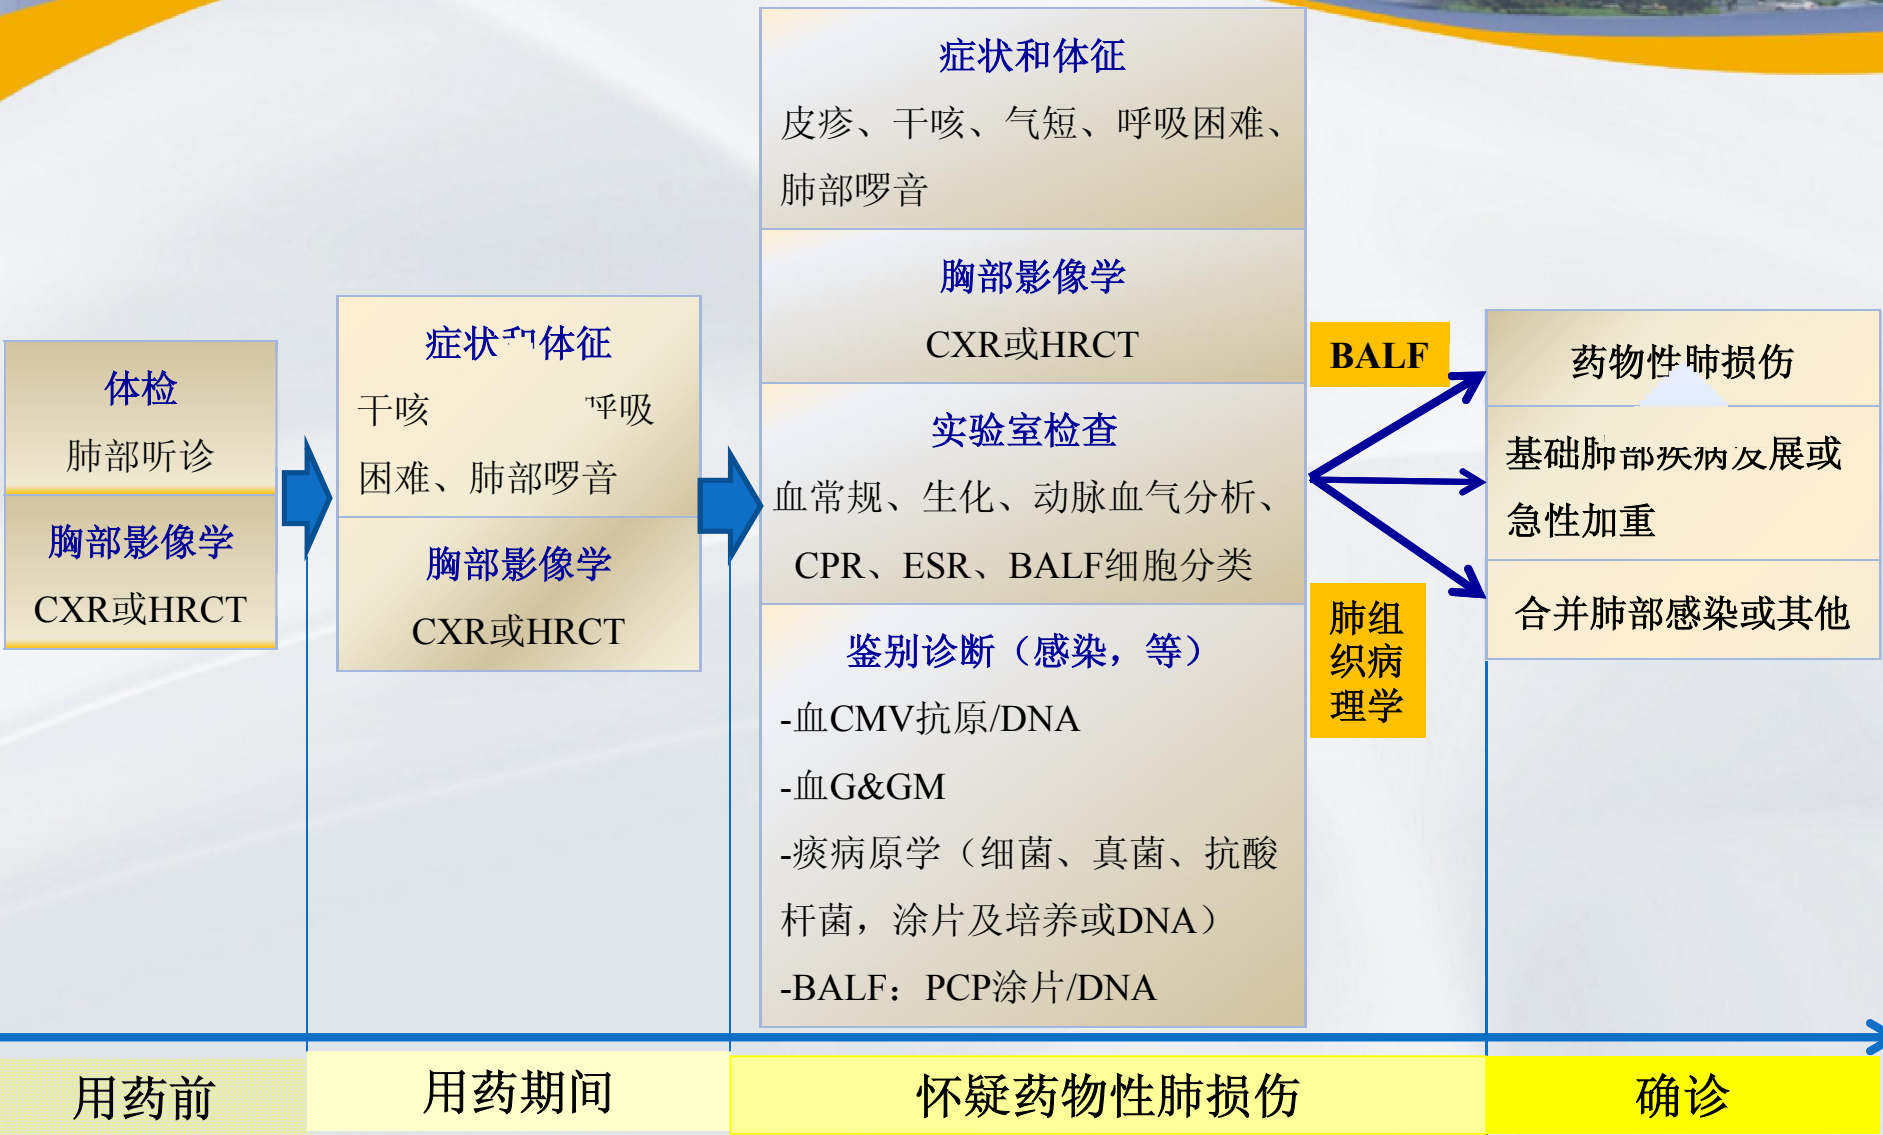 体检
肺部听诊
胸部影像学
CXR或HRCT
症状和体征
干咳 呼吸
困难、肺部啰音
胸部影像学
CXR或HRCT
症状和体征
皮疹、干咳、气短、呼吸困难、
肺部啰音
胸部影像学
CXR或HRCT
实验室检查
血常规、生化、动脉血气分析、
CPR、ESR、BALF细胞分类
鉴别诊断（感染，等）
-血CMV抗原/DNA
-血G&GM
-痰病原学（细菌、真菌、抗酸
杆菌，涂片及培养或DNA）
-BALF：PCP涂片/DNA
BALF
肺组
织病
理学
药物性肺损伤
基础肺部疾病发展或
急性加重
合并肺部感染或其他
用药前
用药期间
怀疑药物性肺损伤
确诊